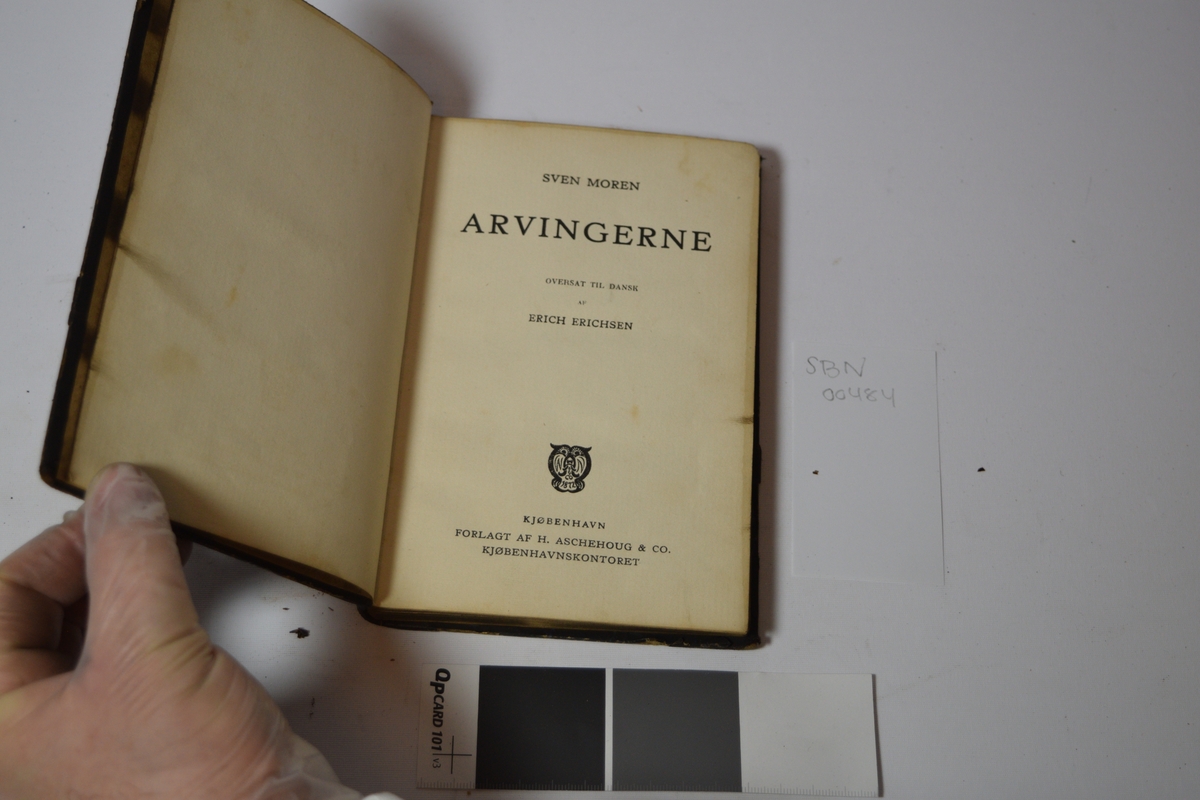 SVEN MOREN
ARVINGERNE
OVERSAT TIL DANSK
AF
ERICH ERICHSEN
KJØBENHAVN
FORLAGT AF H. ASCHEHOUG & CO.
KJØBENHAVNSKONTORET
SBN
00484
QPCARD 101 v3